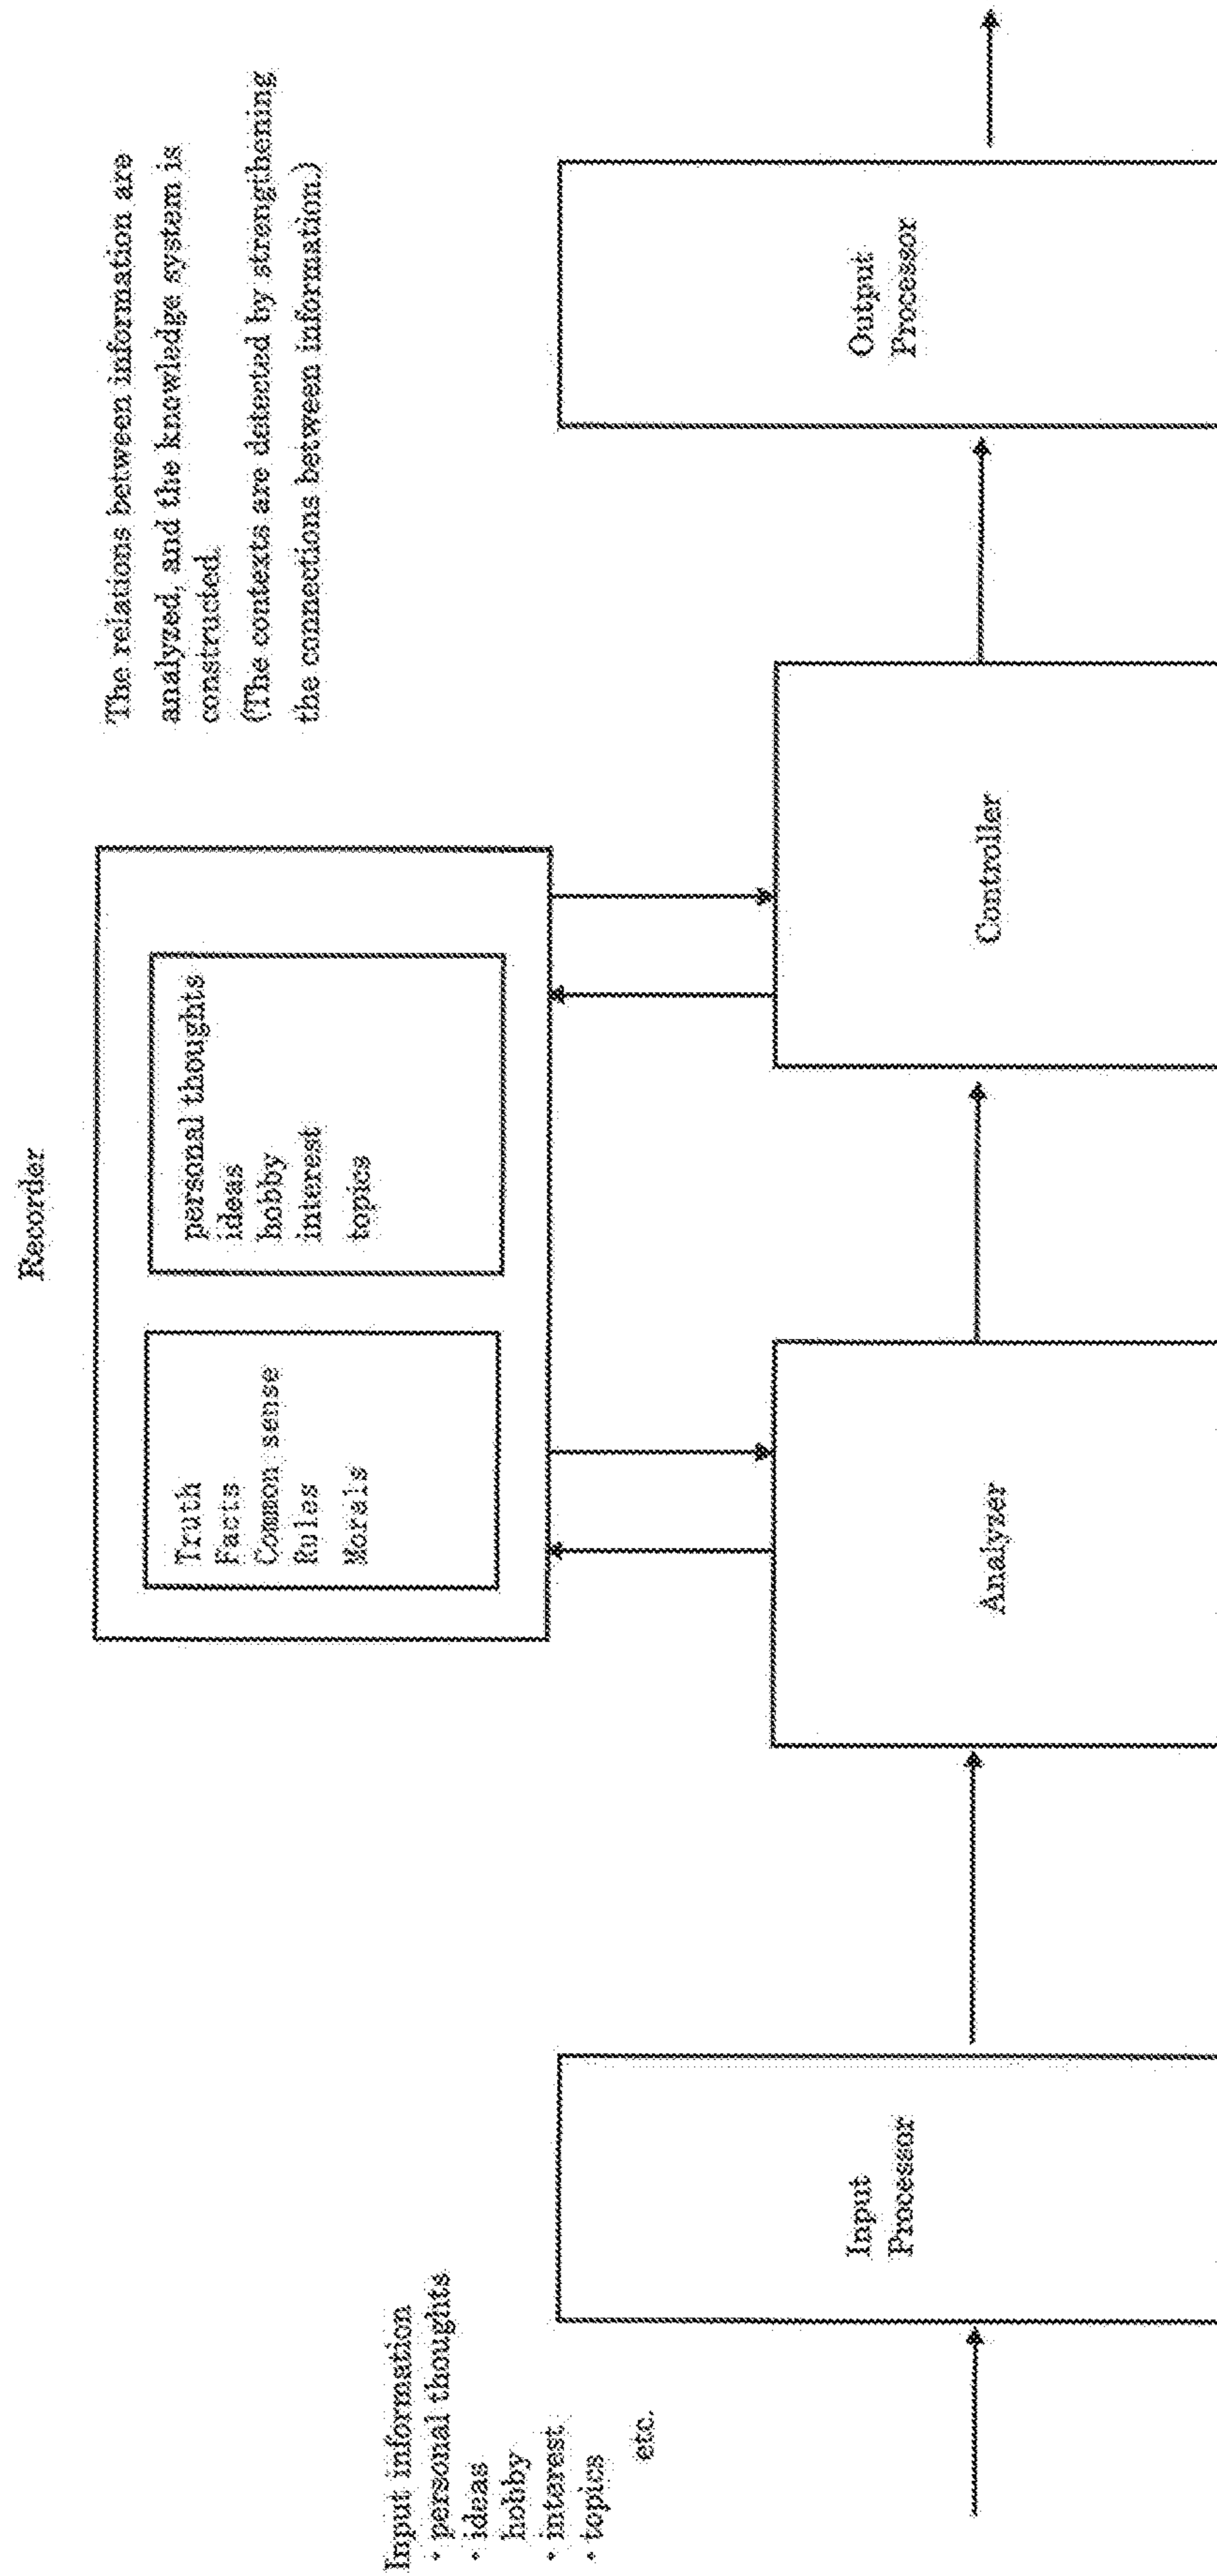 Recorder
Truth
Facts
Common sense
Rules
Morals
personal thoughts
ideas
hobby
interest
topics
The relations between information are
analyzed, and the knowledge system is
constructed.
(The contexts are detected by strengthening
the connections between information.)
Input information
・personal thoughts
・ideas
hobby
・interest
・topics
etc.
Input
Processor
Analyzer
Controller
Output
Processor